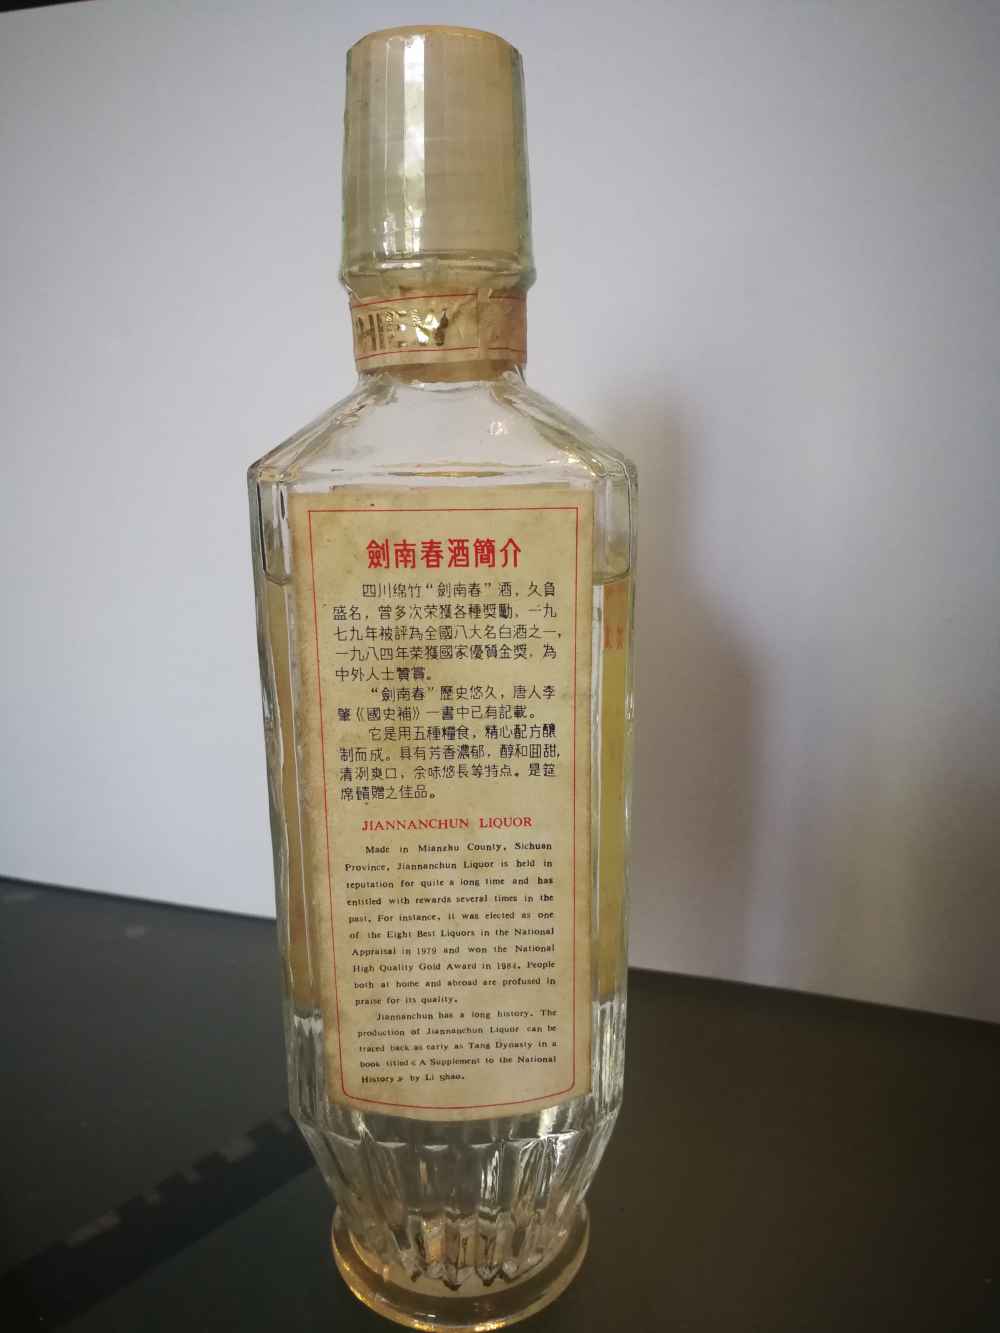 劍南春酒簡介
四川绵竹“劍南春”酒，久負
盛名，曾多次荣獲各種獎勵，一九
七九年被評為全國八大名白酒之一，
一九八四年荣獲國家優質金獎，為
中外人士贊賞。
“劍南春”歷史悠久，唐人李
肇《國史補》一書中已有記載。
它是用五種糧食，精心配方釀
制而成。具有芳香濃郁，醇和回甜，
清洌爽口，余味悠長等特点。是筵
席饋贈之佳品。
JIANNANCHUN LIQUOR
Made in Mianzhu County, Sichuan
Province, Jiannanchun Liquor is held in
reputation for quite a long time and has
entitled with rewards several times in the
past, For instance, it was elected as one
of the Eight Best Liquors in the National
Appraisal in 1979 and won the National
High Quality Gold Award in 1984. People
both at home and abroad are profused in
praise for its quality.
Jiannanchun has a long history. The
production of Jiannanchun Liquor can be
traced back as early as Tang Dynasty in a
book titled《A Supplement to the National
History》by Li Shao.